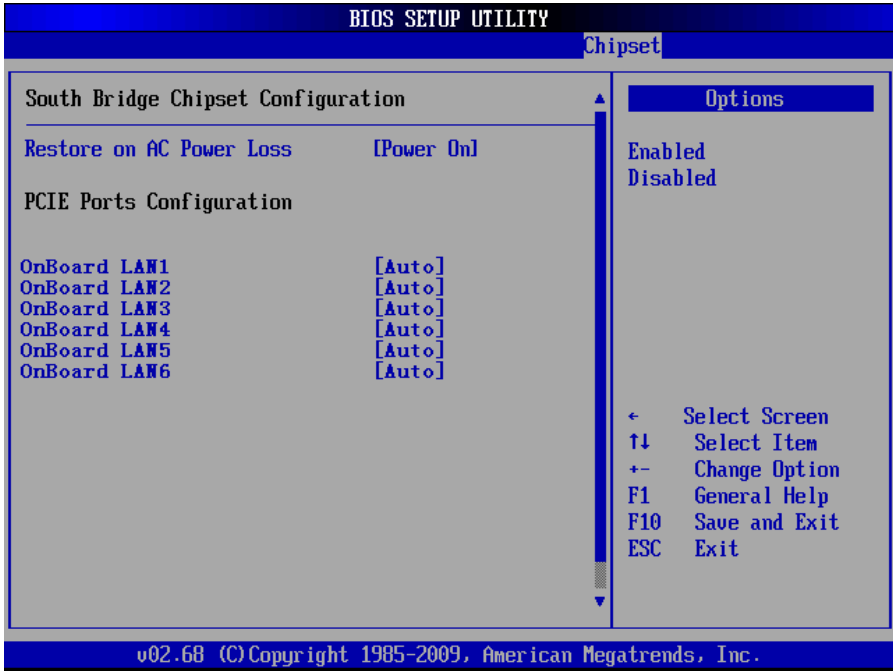 BIOS SETUP UTILITY
Chipset
South Bridge Chipset Configuration
Restore on AC Power Loss [Power On]
PCIE Ports Configuration
OnBoard LAN1 [Auto]
OnBoard LAN2 [Auto]
OnBoard LAN3 [Auto]
OnBoard LAN4 [Auto]
OnBoard LAN5 [Auto]
OnBoard LAN6 [Auto]
Options
Enabled
Disabled
← Select Screen
↑↓ Select Item
+- Change Option
F1 General Help
F10 Save and Exit
ESC Exit
v02.68 (C)Copyright 1985-2009, American Megatrends, Inc.